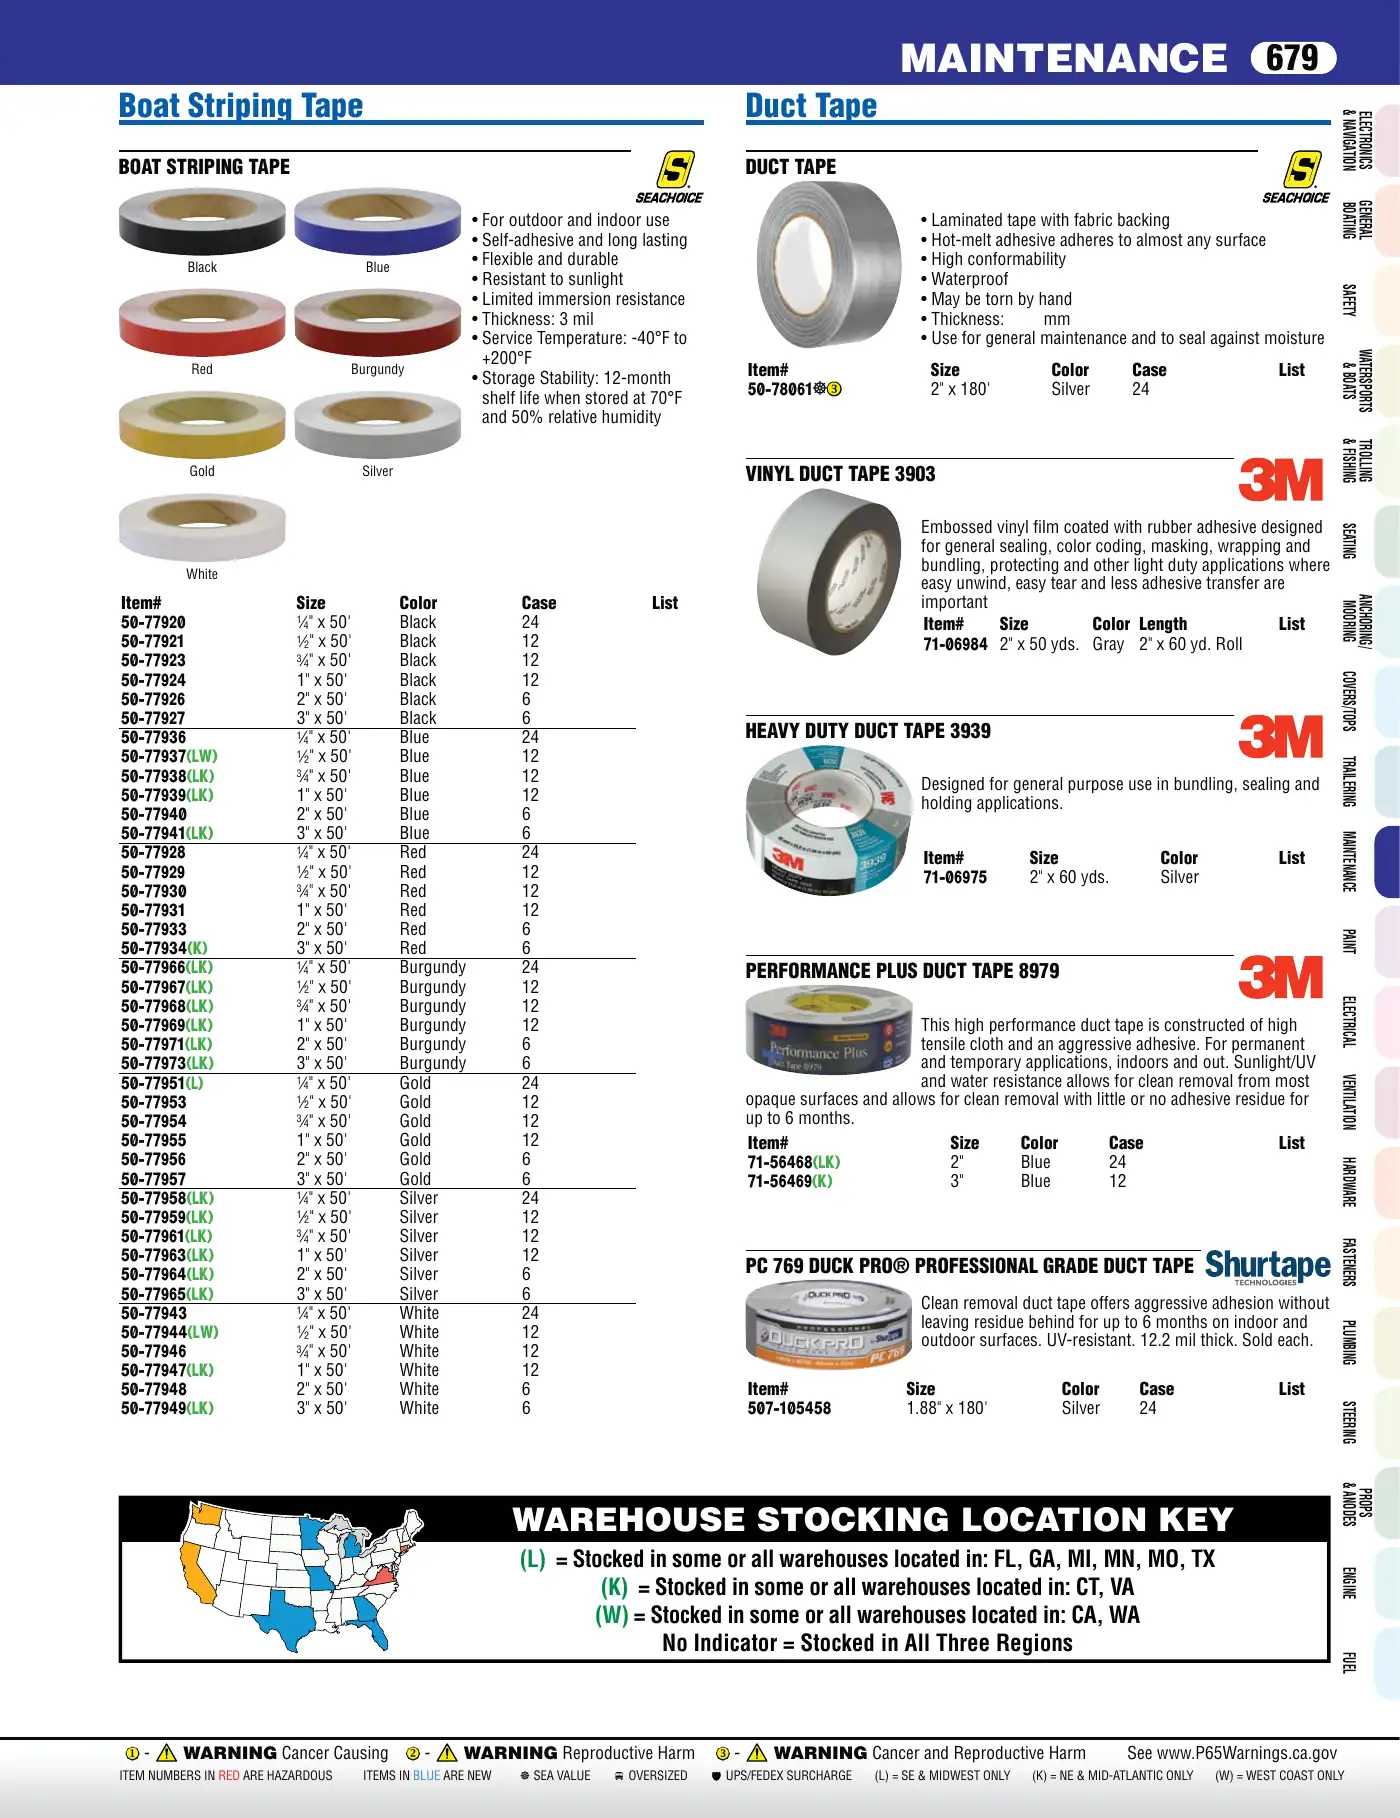 MAINTENANCE 679
Boat Striping Tape
BOAT STRIPING TAPE
SEACHOICE
Black
Blue
Red
Burgundy
Gold
Silver
White
• For outdoor and indoor use
• Self-adhesive and long lasting
• Flexible and durable
• Resistant to sunlight
• Limited immersion resistance
• Thickness: 3 mil
• Service Temperature: -40°F to
+200°F
• Storage Stability: 12-month
shelf life when stored at 70°F
and 50% relative humidity
Item# Size Color Case List
50-77920 ¼" x 50' Black 24
50-77921 ½" x 50' Black 12
50-77923 ¾" x 50' Black 12
50-77924 1" x 50' Black 12
50-77926 2" x 50' Black 6
50-77927 3" x 50' Black 6
50-77936 ¼" x 50' Blue 24
50-77937(LW) ½" x 50' Blue 12
50-77938(LK) ¾" x 50' Blue 12
50-77939(LK) 1" x 50' Blue 12
50-77940 2" x 50' Blue 6
50-77941(LK) 3" x 50' Blue 6
50-77928 ¼" x 50' Red 24
50-77929 ½" x 50' Red 12
50-77930 ¾" x 50' Red 12
50-77931 1" x 50' Red 12
50-77933 2" x 50' Red 6
50-77934(K) 3" x 50' Red 6
50-77966(LK) ¼" x 50' Burgundy 24
50-77967(LK) ½" x 50' Burgundy 12
50-77968(LK) ¾" x 50' Burgundy 12
50-77969(LK) 1" x 50' Burgundy 12
50-77971(LK) 2" x 50' Burgundy 6
50-77973(LK) 3" x 50' Burgundy 6
50-77951(L) ¼" x 50' Gold 24
50-77953 ½" x 50' Gold 12
50-77954 ¾" x 50' Gold 12
50-77955 1" x 50' Gold 12
50-77956 2" x 50' Gold 6
50-77957 3" x 50' Gold 6
50-77958(LK) ¼" x 50' Silver 24
50-77959(LK) ½" x 50' Silver 12
50-77961(LK) ¾" x 50' Silver 12
50-77963(LK) 1" x 50' Silver 12
50-77964(LK) 2" x 50' Silver 6
50-77965(LK) 3" x 50' Silver 6
50-77943 ¼" x 50' White 24
50-77944(LW) ½" x 50' White 12
50-77946 ¾" x 50' White 12
50-77947(LK) 1" x 50' White 12
50-77948 2" x 50' White 6
50-77949(LK) 3" x 50' White 6
Duct Tape
DUCT TAPE
SEACHOICE
• Laminated tape with fabric backing
• Hot-melt adhesive adheres to almost any surface
• High conformability
• Waterproof
• May be torn by hand
• Thickness: mm
• Use for general maintenance and to seal against moisture
Item# Size Color Case List
50-78061 3 2" x 180' Silver 24
VINYL DUCT TAPE 3903
3M
Embossed vinyl film coated with rubber adhesive designed
for general sealing, color coding, masking, wrapping and
bundling, protecting and other light duty applications where
easy unwind, easy tear and less adhesive transfer are
important
Item# Size Color Length List
71-06984 2" x 50 yds. Gray 2" x 60 yd. Roll
HEAVY DUTY DUCT TAPE 3939
3M
3M
3939
Designed for general purpose use in bundling, sealing and
holding applications.
Item# Size Color List
71-06975 2" x 60 yds. Silver
PERFORMANCE PLUS DUCT TAPE 8979
3M
3M
Performance Plus
Duct Tape 8979
This high performance duct tape is constructed of high
tensile cloth and an aggressive adhesive. For permanent
and temporary applications, indoors and out. Sunlight/UV
and water resistance allows for clean removal from most
opaque surfaces and allows for clean removal with little or no adhesive residue for
up to 6 months.
Item# Size Color Case List
71-56468(LK) 2" Blue 24
71-56469(K) 3" Blue 12
PC 769 DUCK PRO® PROFESSIONAL GRADE DUCT TAPE
Shurtape
TECHNOLOGIES
DUCK PRO
PROFESSIONAL
DUCKPRO
Shurtape
PC 769
Clean removal duct tape offers aggressive adhesion without
leaving residue behind for up to 6 months on indoor and
outdoor surfaces. UV-resistant. 12.2 mil thick. Sold each.
Item# Size Color Case List
507-105458 1.88" x 180' Silver 24
ELECTRONICS
& NAVIGATION
GENERAL
BOATING
SAFETY
WATERSPORTS
& BOATS
TROLLING
& FISHING
SEATING
ANCHORING/
MOORING
COVERS/TOPS
TRAILERING
MAINTENANCE
PAINT
ELECTRICAL
VENTILATION
HARDWARE
FASTENERS
PLUMBING
STEERING
PROPS
& ANODES
ENGINE
FUEL
WAREHOUSE STOCKING LOCATION KEY
(L) = Stocked in some or all warehouses located in: FL, GA, MI, MN, MO, TX
(K) = Stocked in some or all warehouses located in: CT, VA
(W) = Stocked in some or all warehouses located in: CA, WA
No Indicator = Stocked in All Three Regions
1 - WARNING Cancer Causing 2 - WARNING Reproductive Harm 3 - WARNING Cancer and Reproductive Harm See www.P65Warnings.ca.gov
ITEM NUMBERS IN RED ARE HAZARDOUS ITEMS IN BLUE ARE NEW SEA VALUE OVERSIZED UPS/FEDEX SURCHARGE (L) = SE & MIDWEST ONLY (K) = NE & MID-ATLANTIC ONLY (W) = WEST COAST ONLY